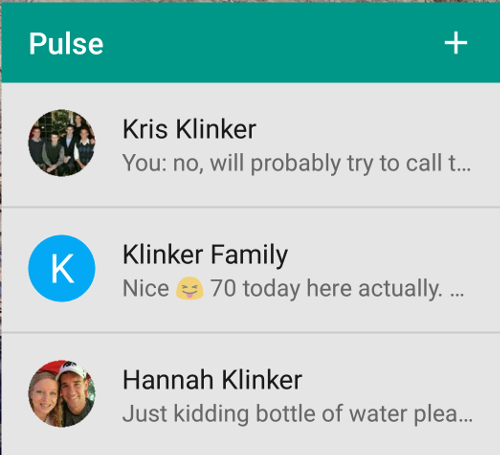 Pulse +
Kris Klinker
You: no, will probably try to call t...
K
Klinker Family
Nice 😝 70 today here actually. ...
Hannah Klinker
Just kidding bottle of water plea...